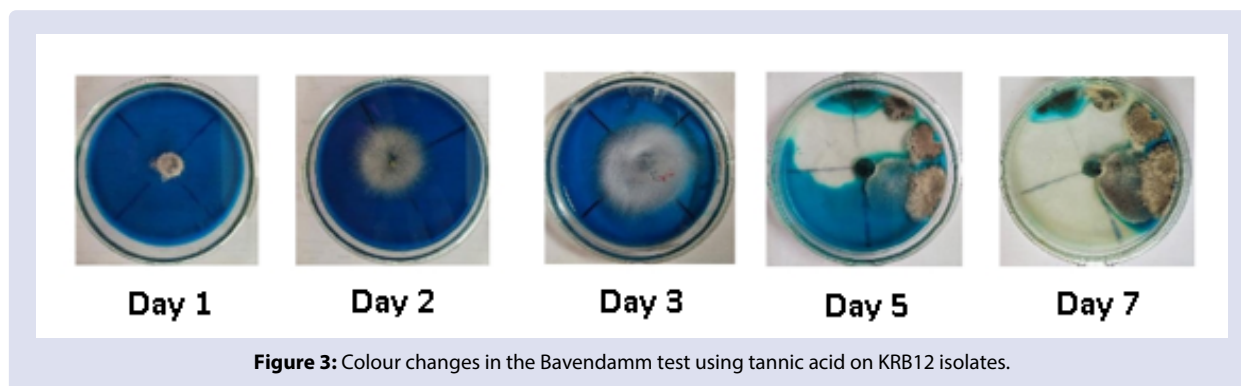 Day 1 Day 2 Day 3 Day 5 Day 7
Figure 3: Colour changes in the Bavendamm test using tannic acid on KRB12 isolates.